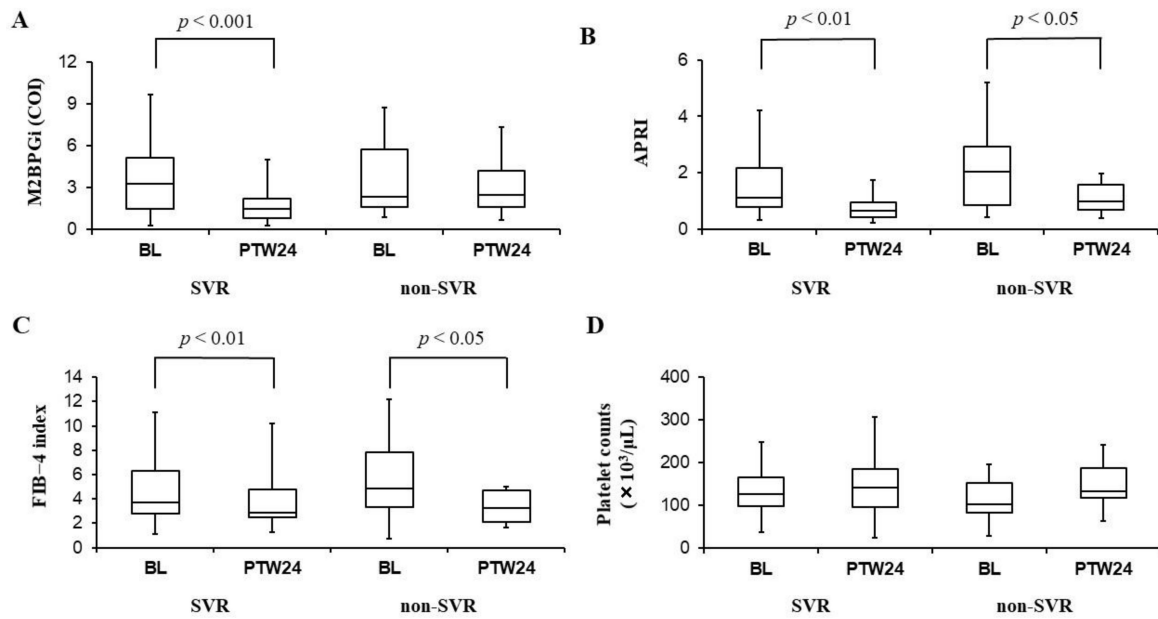 A
p < 0.001
M2BPGi (COI)
12
9
6
3
0
BL
PTW24
BL
PTW24
SVR
non-SVR
B
p < 0.01
p < 0.05
APRI
6
4
2
0
BL
PTW24
BL
PTW24
SVR
non-SVR
C
p < 0.01
p < 0.05
FIB−4 index
14
12
10
8
6
4
2
0
BL
PTW24
BL
PTW24
SVR
non-SVR
D
Platelet counts
( × 10³/μL)
400
300
200
100
0
BL
PTW24
BL
PTW24
SVR
non-SVR